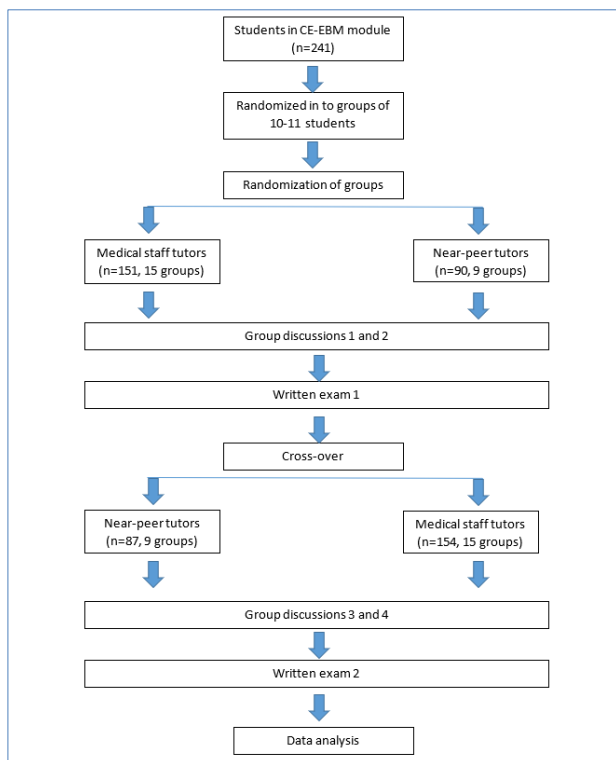 Students in CE-EBM module
(n=241)
Randomized in to groups of
10-11 students
Randomization of groups
Medical staff tutors
(n=151, 15 groups)
Near-peer tutors
(n=90, 9 groups)
Group discussions 1 and 2
Written exam 1
Cross-over
Near-peer tutors
(n=87, 9 groups)
Medical staff tutors
(n=154, 15 groups)
Group discussions 3 and 4
Written exam 2
Data analysis